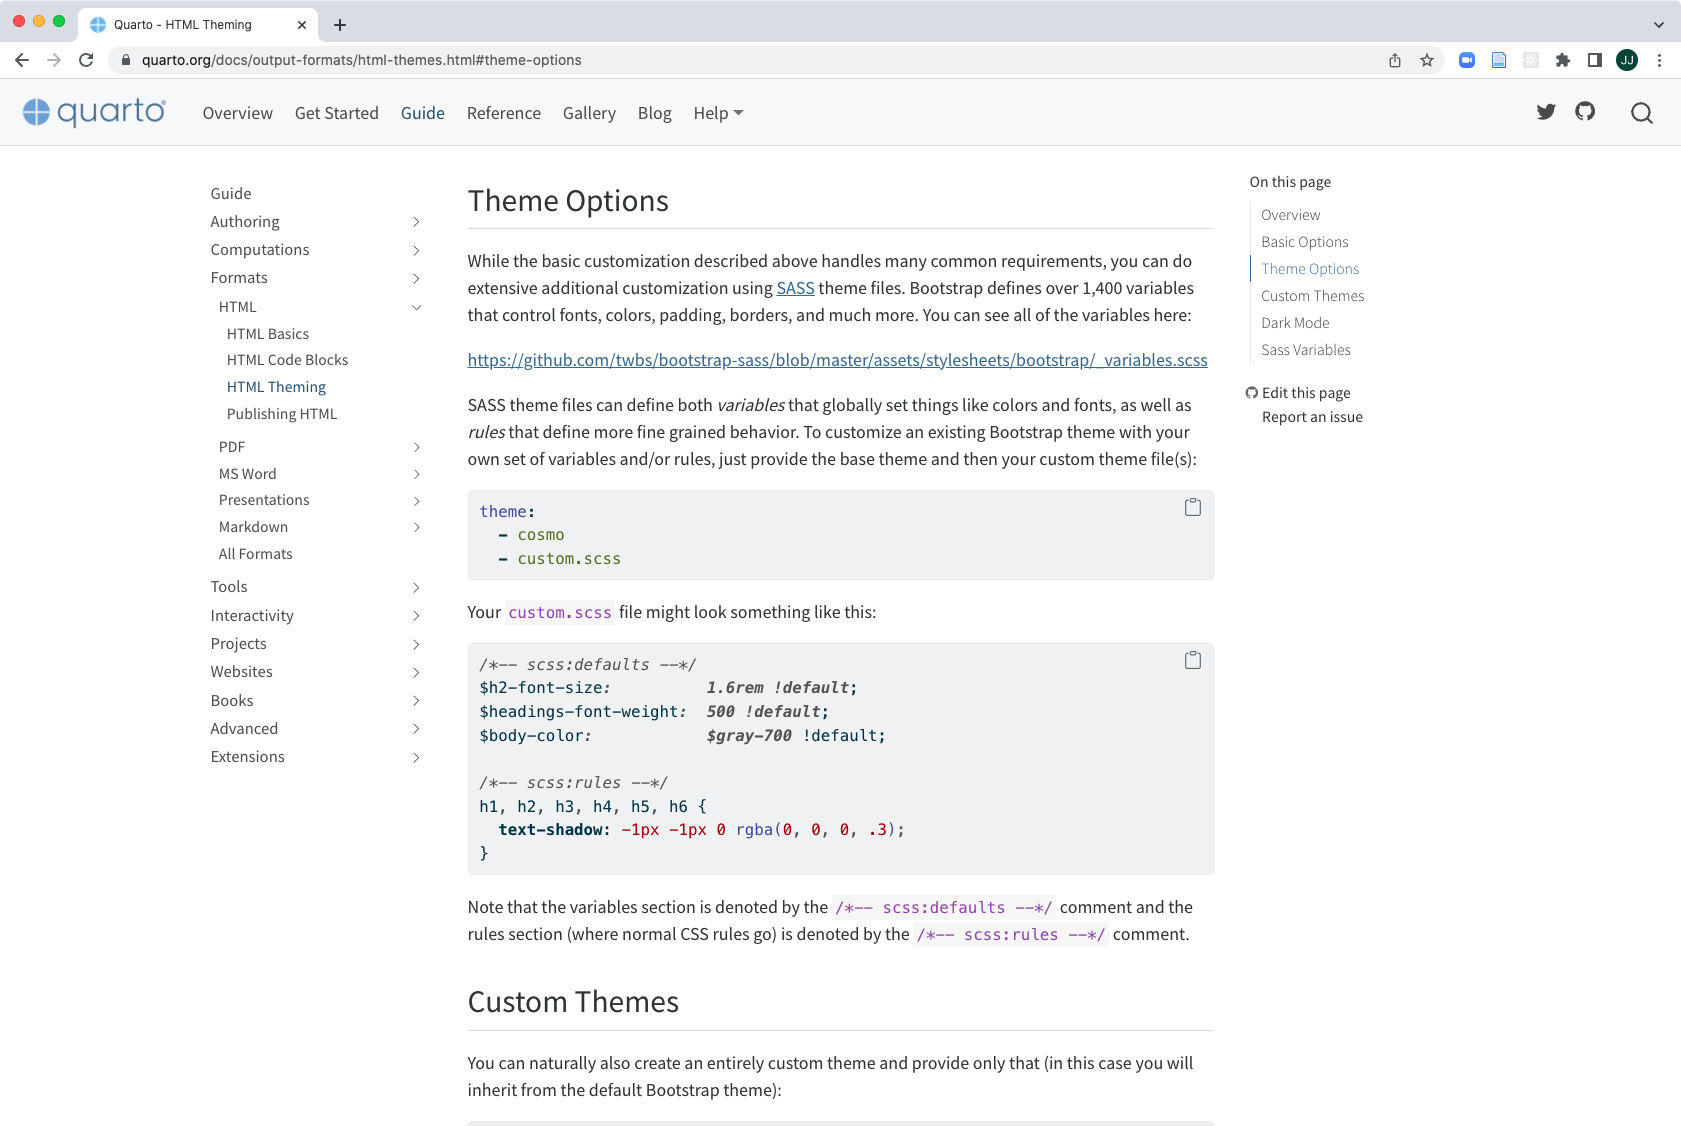 Quarto - HTML Theming
quarto.org/docs/output-formats/html-themes.html#theme-options
JJ
quarto
Overview Get Started Guide Reference Gallery Blog Help
Guide
Authoring
Computations
Formats
HTML
HTML Basics
HTML Code Blocks
HTML Theming
Publishing HTML
PDF
MS Word
Presentations
Markdown
All Formats
Tools
Interactivity
Projects
Websites
Books
Advanced
Extensions
Theme Options
While the basic customization described above handles many common requirements, you can do
extensive additional customization using SASS theme files. Bootstrap defines over 1,400 variables
that control fonts, colors, padding, borders, and much more. You can see all of the variables here:
https://github.com/twbs/bootstrap-sass/blob/master/assets/stylesheets/bootstrap/_variables.scss
SASS theme files can define both variables that globally set things like colors and fonts, as well as
rules that define more fine grained behavior. To customize an existing Bootstrap theme with your
own set of variables and/or rules, just provide the base theme and then your custom theme file(s):
theme:
  - cosmo
  - custom.scss
Your custom.scss file might look something like this:
/*-- scss:defaults --*/
$h2-font-size:          1.6rem !default;
$headings-font-weight:  500 !default;
$body-color:            $gray-700 !default;
/*-- scss:rules --*/
h1, h2, h3, h4, h5, h6 {
  text-shadow: -1px -1px 0 rgba(0, 0, 0, .3);
}
Note that the variables section is denoted by the /*-- scss:defaults --*/ comment and the
rules section (where normal CSS rules go) is denoted by the /*-- scss:rules --*/ comment.
Custom Themes
You can naturally also create an entirely custom theme and provide only that (in this case you will
inherit from the default Bootstrap theme):
On this page
Overview
Basic Options
Theme Options
Custom Themes
Dark Mode
Sass Variables
Edit this page
Report an issue